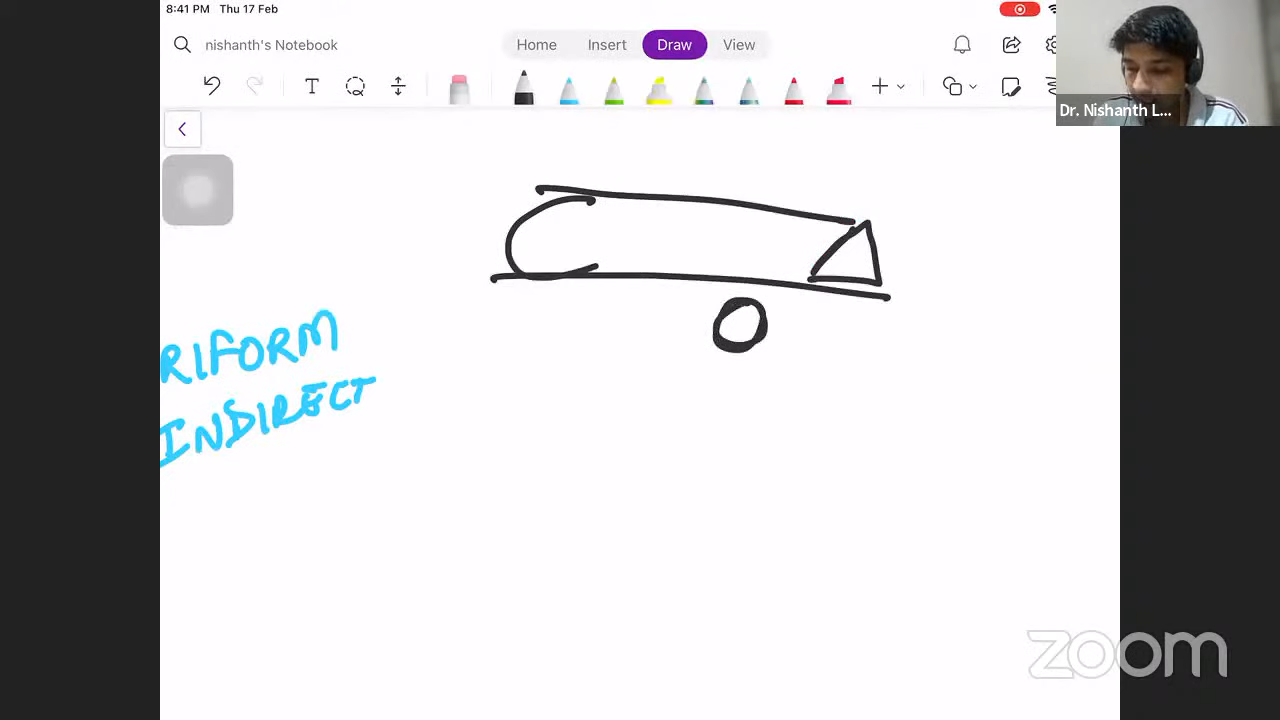 8:41 PM Thu 17 Feb
nishanth's Notebook
Home Insert Draw View
T
Dr. Nishanth L...
RIFORM
INDIRECT
zoom